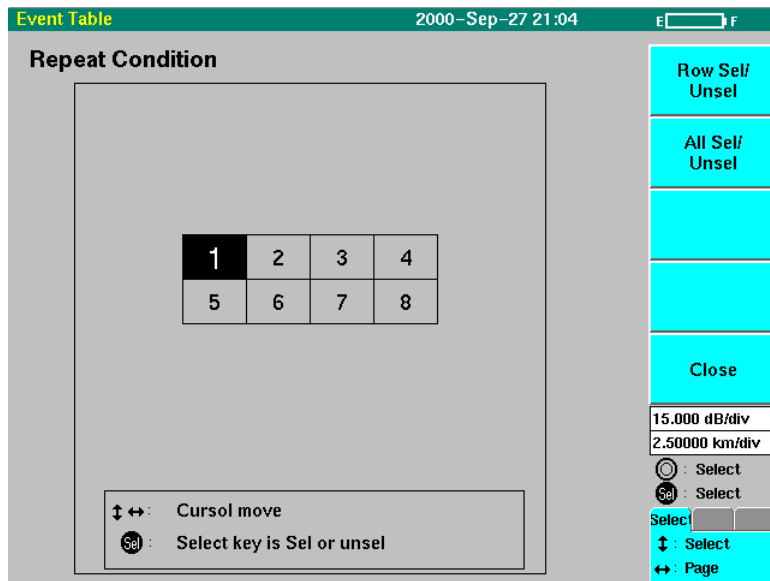 Event Table 2000-Sep-27 21:04 E F
Repeat Condition
1 2 3 4
5 6 7 8
↕ ↔: Cursol move
Sel : Select key is Sel or unsel
Row Sel/
Unsel
All Sel/
Unsel
Close
15.000 dB/div
2.50000 km/div
◎ : Select
Sel : Select
Select
↕ : Select
↔ : Page